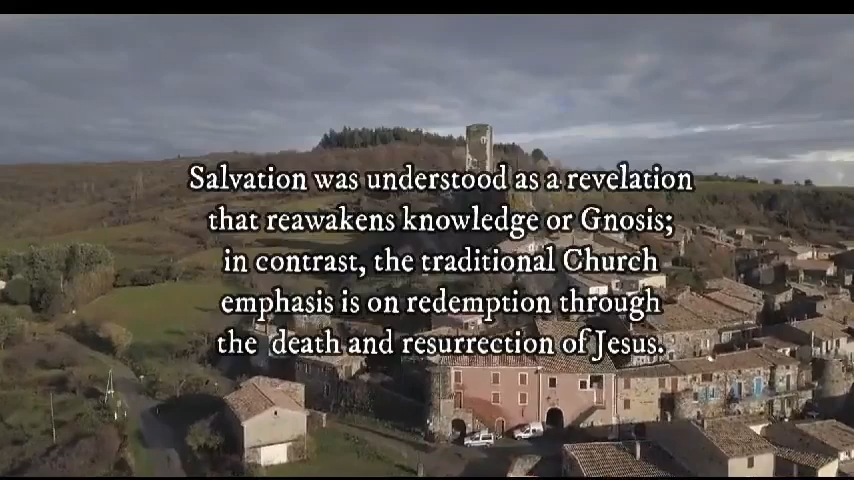 Salvation was understood as a revelation
that reawakens knowledge or Gnosis;
in contrast, the traditional Church
emphasis is on redemption through
the death and resurrection of Jesus.